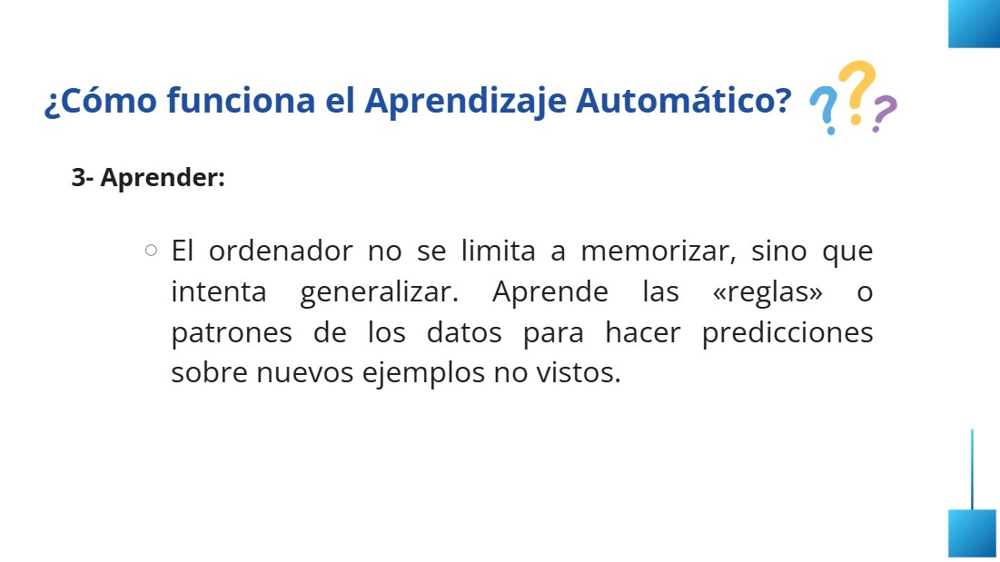 ¿Cómo funciona el Aprendizaje Automático?
3- Aprender:
El ordenador no se limita a memorizar, sino que
intenta generalizar. Aprende las «reglas» o
patrones de los datos para hacer predicciones
sobre nuevos ejemplos no vistos.